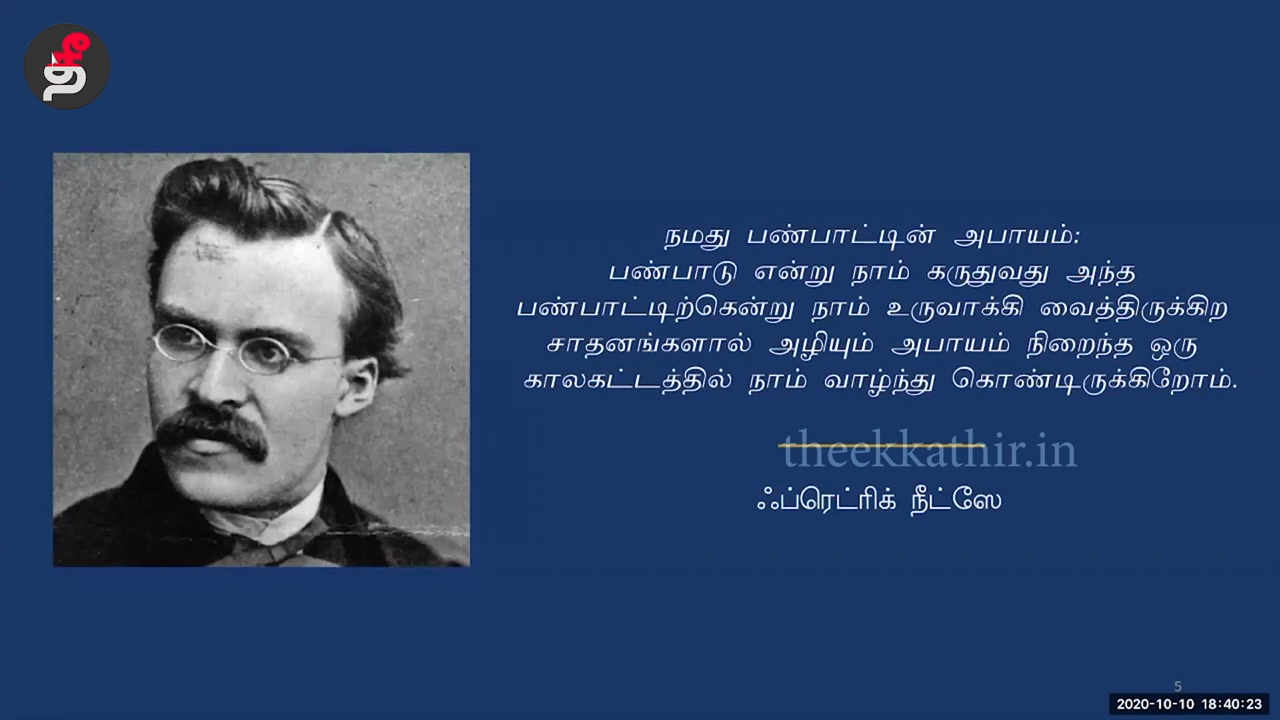 நமது பண்பாட்டின் அபாயம்:
பண்பாடு என்று நாம் கருதுவது அந்த
பண்பாட்டிற்கென்று நாம் உருவாக்கி வைத்திருக்கிற
சாதனங்களால் அழியும் அபாயம் நிறைந்த ஒரு
காலகட்டத்தில் நாம் வாழ்ந்து கொண்டிருக்கிறோம்.
theekkathir.in
ஃப்ரெட்ரிக் நீட்ஸே
5
2020-10-10 18:40:23